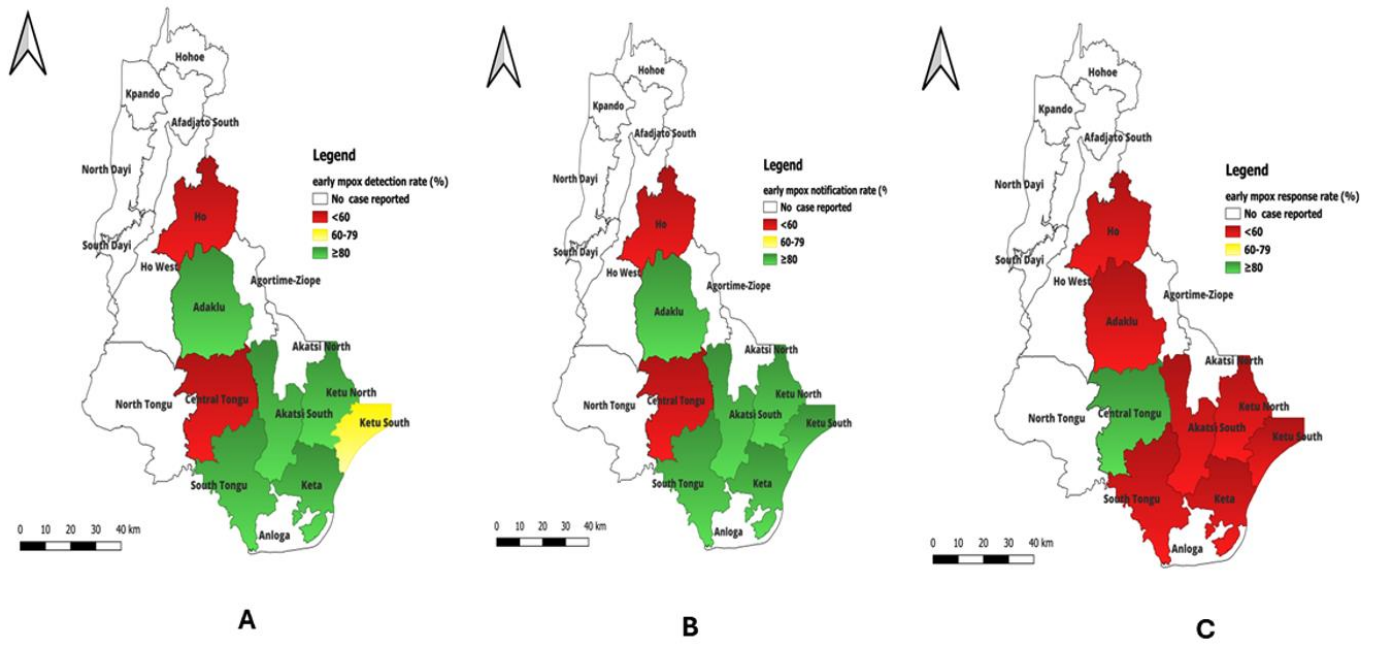 Hohoe
Kpando
Afadjato South
North Dayi
Legend
early mpox detection rate (%)
No case reported
<60
60-79
≥80
Ho
South Dayi
Ho West
Agortime-Ziope
Adaklu
Akatsi North
North Tongu
Central Tongu
Ketu North
Akatsi South
Ketu South
South Tongu
Keta
Anloga
0 10 20 30 40 km
A
Hohoe
Kpando
Afadjato South
North Dayi
Legend
early mpox notification rate (%
No case reported
<60
60-79
≥80
Ho
South Dayi
Ho West
Agortime-Ziope
Adaklu
Akatsi North
North Tongu
Central Tongu
Ketu North
Akatsi South
Ketu South
South Tongu
Keta
Anloga
0 10 20 30 40 km
B
Hohoe
Kpando
Afadjato South
North Dayi
Legend
early mpox response rate (%)
No case reported
<60
60-79
≥80
Ho
South Dayi
Ho West
Agortime-Ziope
Adaklu
Akatsi North
North Tongu
Central Tongu
Ketu North
Akatsi South
Ketu South
South Tongu
Keta
Anloga
0 10 20 30 40 km
C